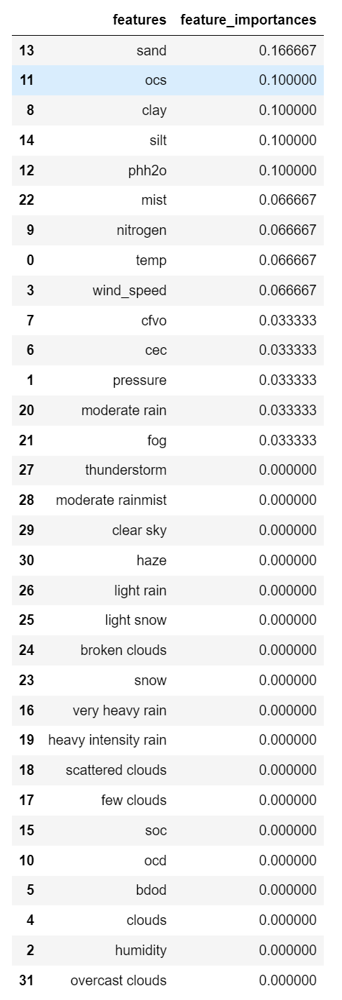 features feature_importances
13 sand 0.166667
11 ocs 0.100000
8 clay 0.100000
14 silt 0.100000
12 phh2o 0.100000
22 mist 0.066667
9 nitrogen 0.066667
0 temp 0.066667
3 wind_speed 0.066667
7 cfvo 0.033333
6 cec 0.033333
1 pressure 0.033333
20 moderate rain 0.033333
21 fog 0.033333
27 thunderstorm 0.000000
28 moderate rainmist 0.000000
29 clear sky 0.000000
30 haze 0.000000
26 light rain 0.000000
25 light snow 0.000000
24 broken clouds 0.000000
23 snow 0.000000
16 very heavy rain 0.000000
19 heavy intensity rain 0.000000
18 scattered clouds 0.000000
17 few clouds 0.000000
15 soc 0.000000
10 ocd 0.000000
5 bdod 0.000000
4 clouds 0.000000
2 humidity 0.000000
31 overcast clouds 0.000000